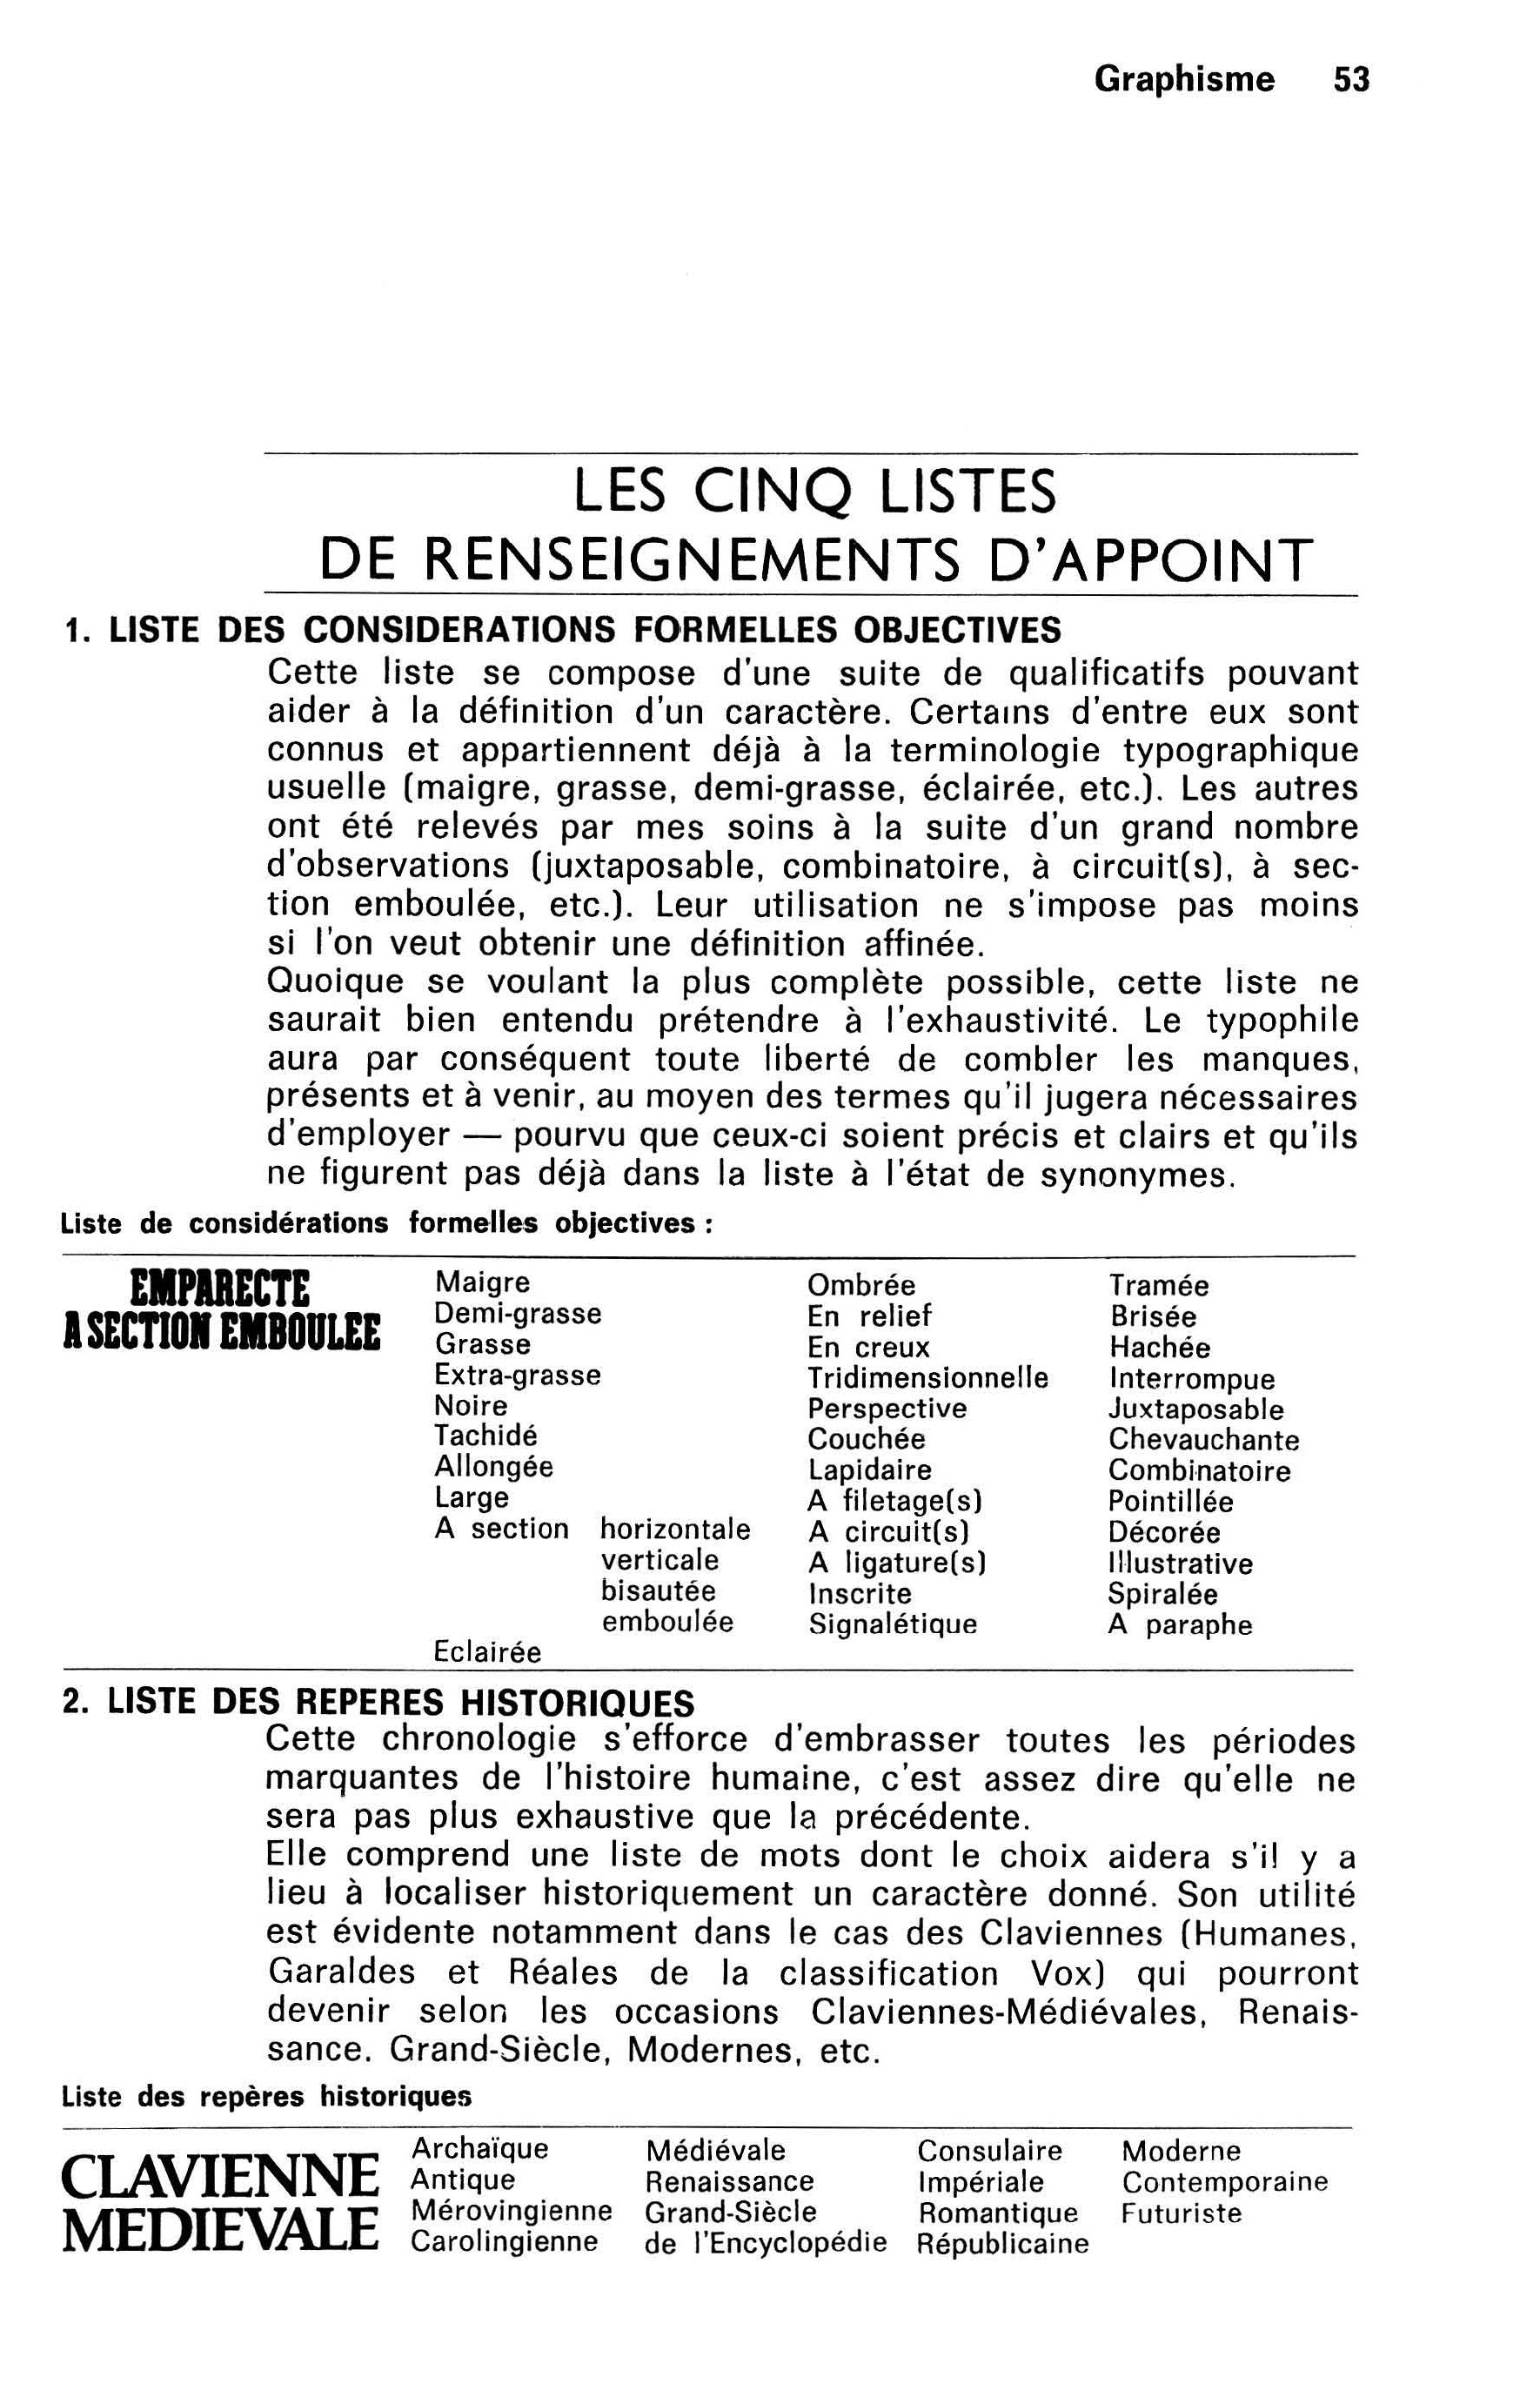 Graphisme 53
LES CINQ LISTES
DE RENSEIGNEMENTS D'APPOINT
1. LISTE DES CONSIDERATIONS FORMELLES OBJECTIVES
Cette liste se compose d'une suite de qualificatifs pouvant
aider à la définition d'un caractère. Certains d'entre eux sont
connus et appartiennent déjà à la terminologie typographique
usuelle (maigre, grasse, demi-grasse, éclairée, etc.). Les autres
ont été relevés par mes soins à la suite d'un grand nombre
d'observations (juxtaposable, combinatoire, à circuit(s), à sec-
tion emboulée, etc.). Leur utilisation ne s'impose pas moins
si l'on veut obtenir une définition affinée.
Quoique se voulant la plus complète possible, cette liste ne
saurait bien entendu prétendre à l'exhaustivité. Le typophile
aura par conséquent toute liberté de combler les manques,
présents et à venir, au moyen des termes qu'il jugera nécessaires
d'employer — pourvu que ceux-ci soient précis et clairs et qu'ils
ne figurent pas déjà dans la liste à l'état de synonymes.
Liste de considérations formelles objectives :
EMPARECTE
A SECTION EMBOULEE
Maigre
Demi-grasse
Grasse
Extra-grasse
Noire
Tachidé
Allongée
Large
A section horizontale
verticale
bisautée
emboulée
Eclairée
Ombrée
En relief
En creux
Tridimensionnelle
Perspective
Couchée
Lapidaire
A filetage(s)
A circuit(s)
A ligature(s)
Inscrite
Signalétique
Tramée
Brisée
Hachée
Interrompue
Juxtaposable
Chevauchante
Combinatoire
Pointillée
Décorée
Illustrative
Spiralée
A paraphe
2. LISTE DES REPERES HISTORIQUES
Cette chronologie s'efforce d'embrasser toutes les périodes
marquantes de l'histoire humaine, c'est assez dire qu'elle ne
sera pas plus exhaustive que la précédente.
Elle comprend une liste de mots dont le choix aidera s'il y a
lieu à localiser historiquement un caractère donné. Son utilité
est évidente notamment dans le cas des Claviennes (Humanes,
Garaldes et Réales de la classification Vox) qui pourront
devenir selon les occasions Claviennes-Médiévales, Renais-
sance. Grand-Siècle, Modernes, etc.
Liste des repères historiques
CLAVIENNE
MEDIEVALE
Archaïque
Antique
Mérovingienne
Carolingienne
Médiévale
Renaissance
Grand-Siècle
de l'Encyclopédie
Consulaire
Impériale
Romantique
Républicaine
Moderne
Contemporaine
Futuriste